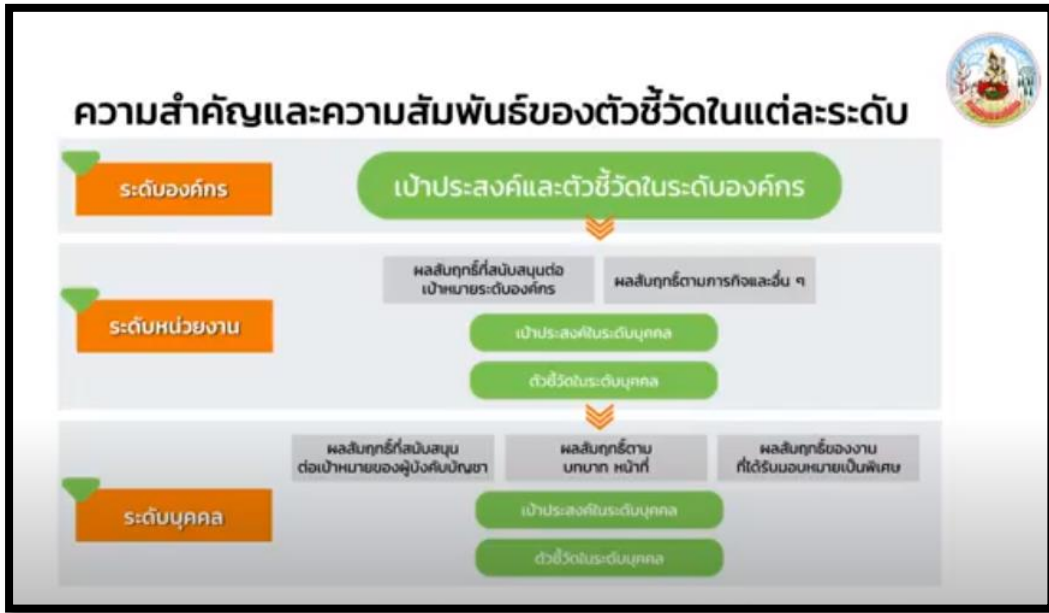 ความสำคัญและความสัมพันธ์ของตัวชี้วัดในแต่ละระดับ
ระดับองค์กร
เป้าประสงค์และตัวชี้วัดในระดับองค์กร
ระดับหน่วยงาน
ผลสัมฤทธิ์ที่สนับสนุนต่อ
เป้าหมายระดับองค์กร
ผลสัมฤทธิ์ตามภารกิจและอื่น ๆ
เป้าประสงค์ในระดับบุคคล
ตัวชี้วัดในระดับบุคคล
ระดับบุคคล
ผลสัมฤทธิ์ที่สนับสนุน
ต่อเป้าหมายของผู้บังคับบัญชา
ผลสัมฤทธิ์ตาม
บทบาท หน้าที่
ผลสัมฤทธิ์ของงาน
ที่ได้รับมอบหมายเป็นพิเศษ
เป้าประสงค์ในระดับบุคคล
ตัวชี้วัดในระดับบุคคล